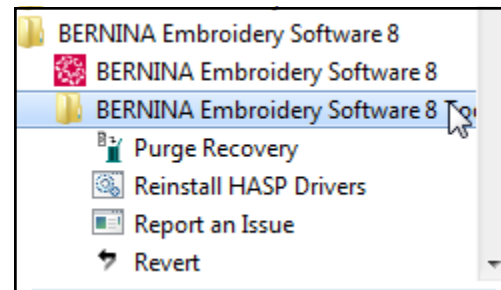 BERNINA Embroidery Software 8
BERNINA Embroidery Software 8
BERNINA Embroidery Software 8
Purge Recovery
Reinstall HASP Drivers
Report an Issue
Revert